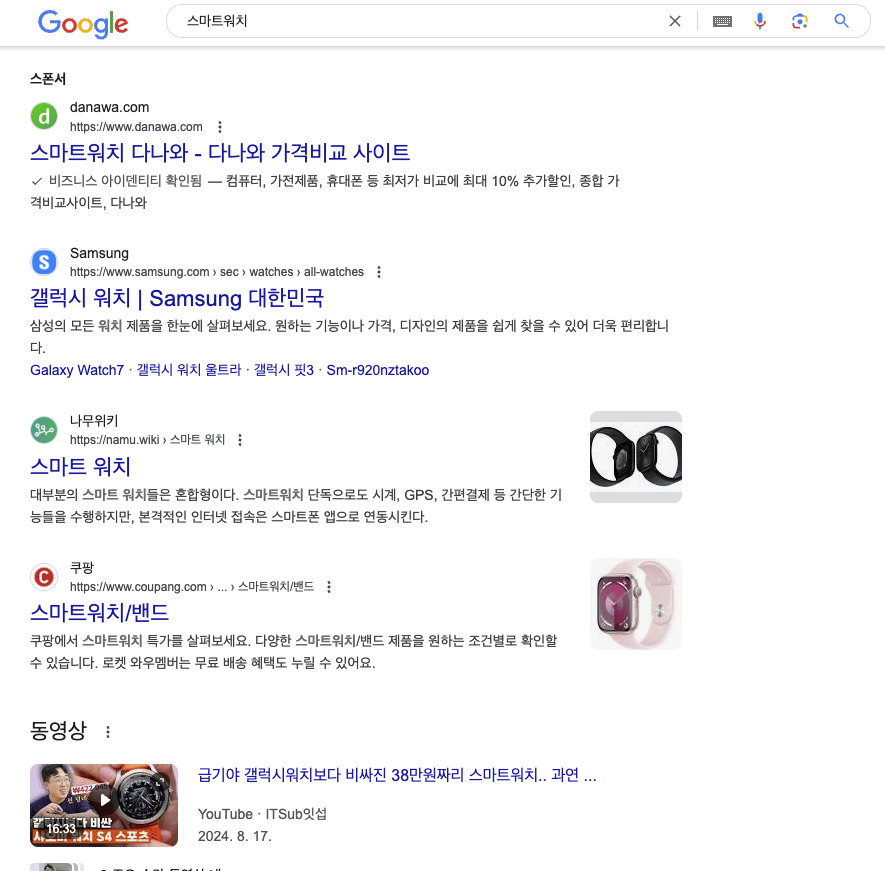 Google
스마트워치
스폰서
danawa.com
https://www.danawa.com
스마트워치 다나와 - 다나와 가격비교 사이트
비즈니스 아이덴티티 확인됨 — 컴퓨터, 가전제품, 휴대폰 등 최저가 비교에 최대 10% 추가할인, 종합 가
격비교사이트, 다나와
Samsung
https://www.samsung.com › sec › watches › all-watches
갤럭시 워치 | Samsung 대한민국
삼성의 모든 워치 제품을 한눈에 살펴보세요. 원하는 기능이나 가격, 디자인의 제품을 쉽게 찾을 수 있어 더욱 편리합니
다.
Galaxy Watch7 · 갤럭시 워치 울트라 · 갤럭시 핏3 · Sm-r920nztakoo
나무위키
https://namu.wiki › 스마트 워치
스마트 워치
대부분의 스마트 워치들은 혼합형이다. 스마트워치 단독으로도 시계, GPS, 간편결제 등 간단한 기
능들을 수행하지만, 본격적인 인터넷 접속은 스마트폰 앱으로 연동시킨다.
쿠팡
https://www.coupang.com › ... › 스마트워치/밴드
스마트워치/밴드
쿠팡에서 스마트워치 특가를 살펴보세요. 다양한 스마트워치/밴드 제품을 원하는 조건별로 확인할
수 있습니다. 로켓 와우멤버는 무료 배송 혜택도 누릴 수 있어요.
동영상
급기야 갤럭시워치보다 비싸진 38만원짜리 스마트워치.. 과연 ...
YouTube · ITSub잇섭
2024. 8. 17.
16:33
워치 S4 스포츠